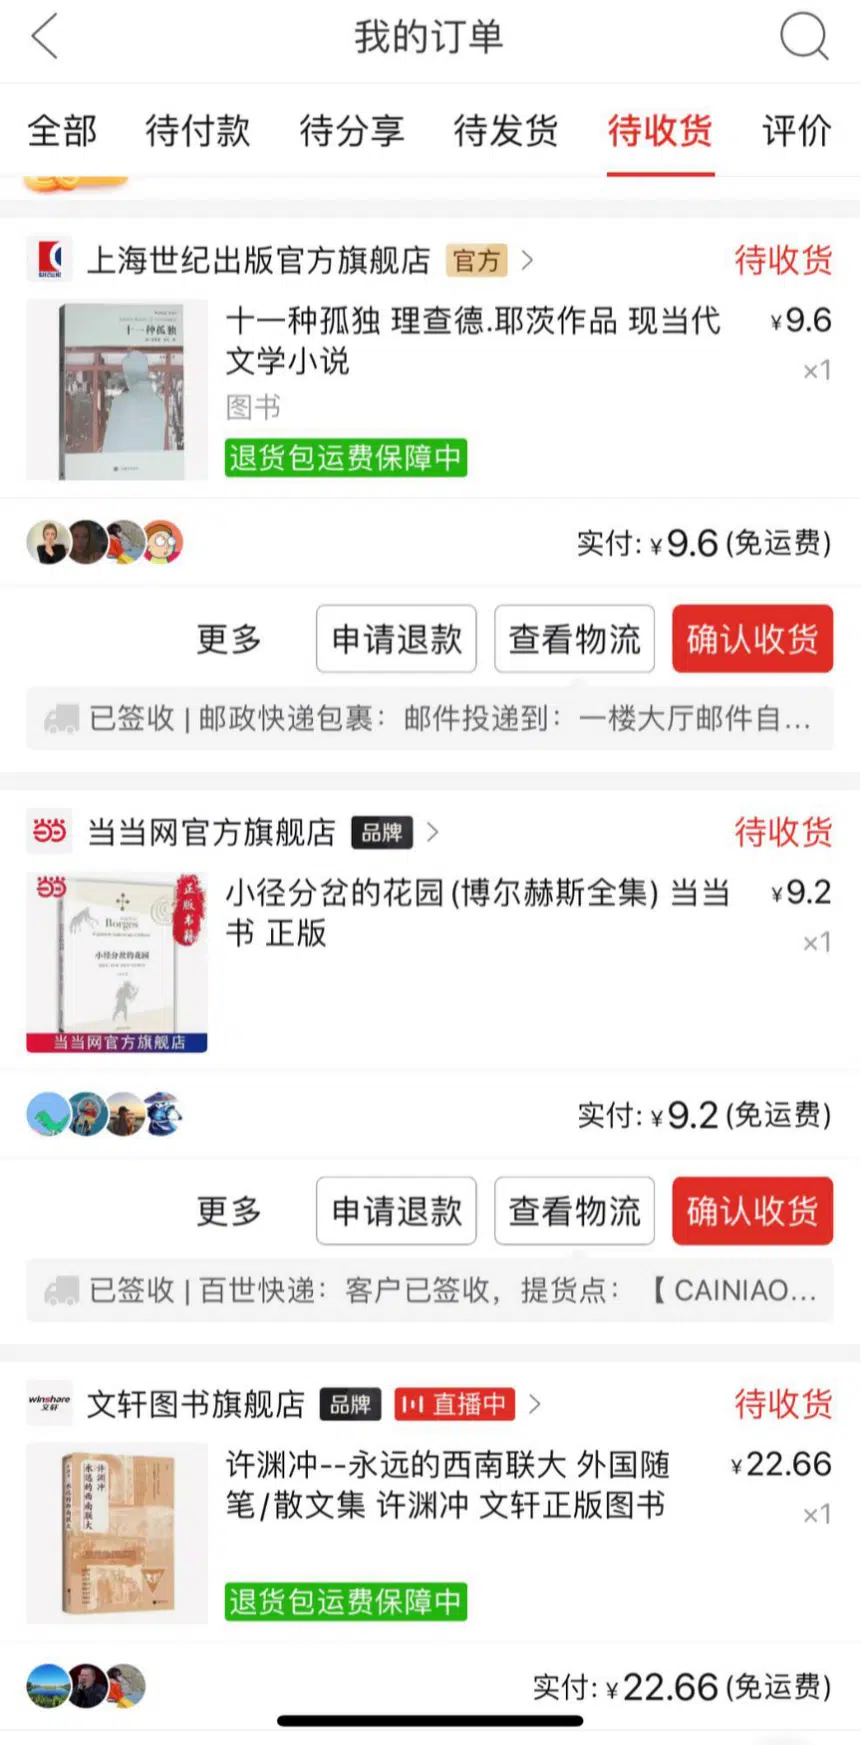 我的订单
全部 待付款 待分享 待发货 待收货 评价
上海世纪出版官方旗舰店 官方 待收货
十一种孤独
十一种孤独 理查德.耶茨作品 现当代 ¥9.6
文学小说 ×1
图书
退货包运费保障中
实付: ¥9.6 (免运费)
更多 申请退款 查看物流 确认收货
已签收 | 邮政快递包裹：邮件投递到：一楼大厅邮件自...
当当网官方旗舰店 品牌 待收货
正版书籍
Borges
小径分岔的花园
当当网官方旗舰店
小径分岔的花园 (博尔赫斯全集) 当当 ¥9.2
书 正版 ×1
实付: ¥9.2 (免运费)
更多 申请退款 查看物流 确认收货
已签收 | 百世快递：客户已签收，提货点：【 CAINIAO...
winshare
文轩
文轩图书旗舰店 品牌 直播中 待收货
许渊冲
永远的西南联大
永远的西南联大
许渊冲--永远的西南联大 外国随 ¥22.66
笔/散文集 许渊冲 文轩正版图书 ×1
退货包运费保障中
实付: ¥22.66 (免运费)